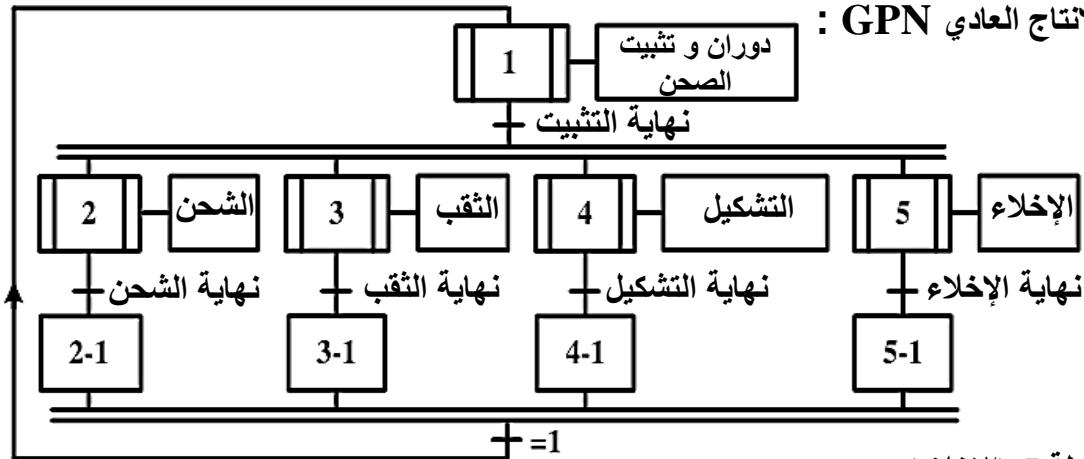 نتاج العادي GPN :
1
دوران و تثبيت
الصحن
نهاية التثبيت
2 الشحن 3 الثقب 4 التشكيل 5 الإخلاء
نهاية الشحن نهاية الثقب نهاية التشكيل نهاية الإخلاء
2-1 3-1 4-1 5-1
=1